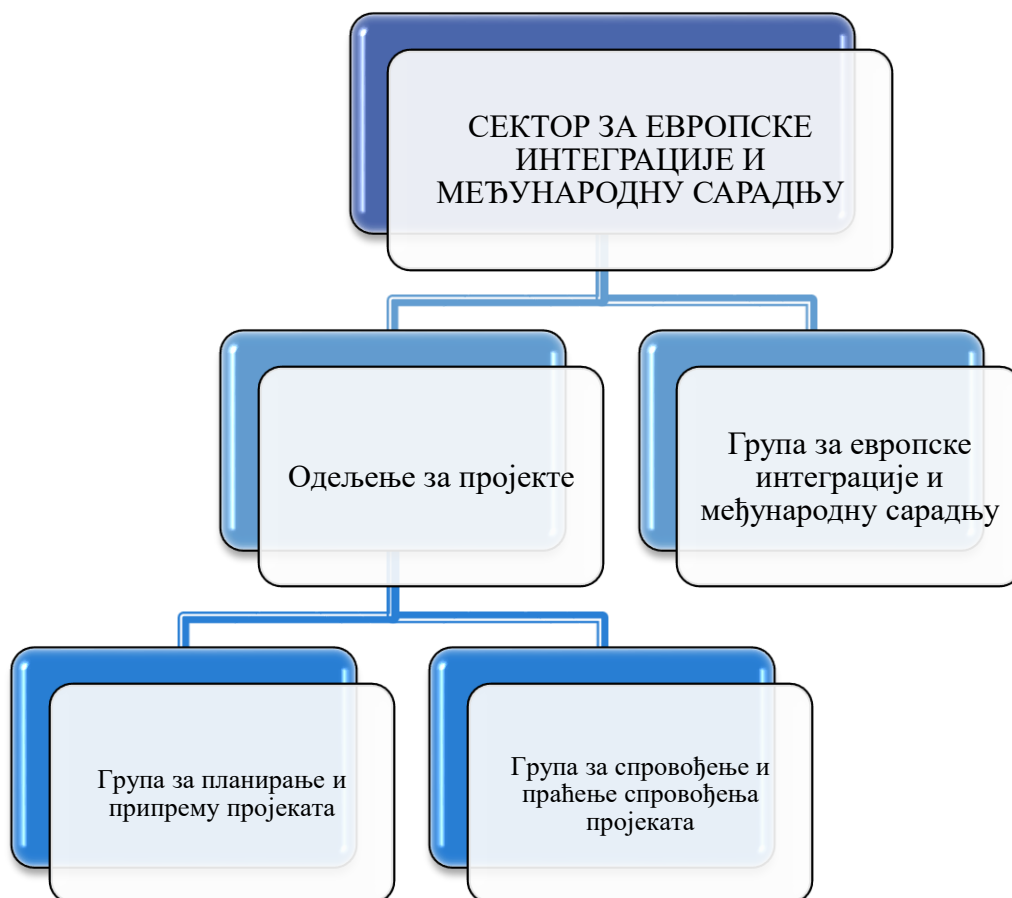 СЕКТОР ЗА ЕВРОПСКЕ
ИНТЕГРАЦИЈЕ И
МЕЂУНАРОДНУ САРАДЊУ
Одељење за пројекте
Група за европске
интеграције и
међународну сарадњу
Група за планирање и
припрему пројеката
Група за спровођење и
праћење спровођења
пројеката